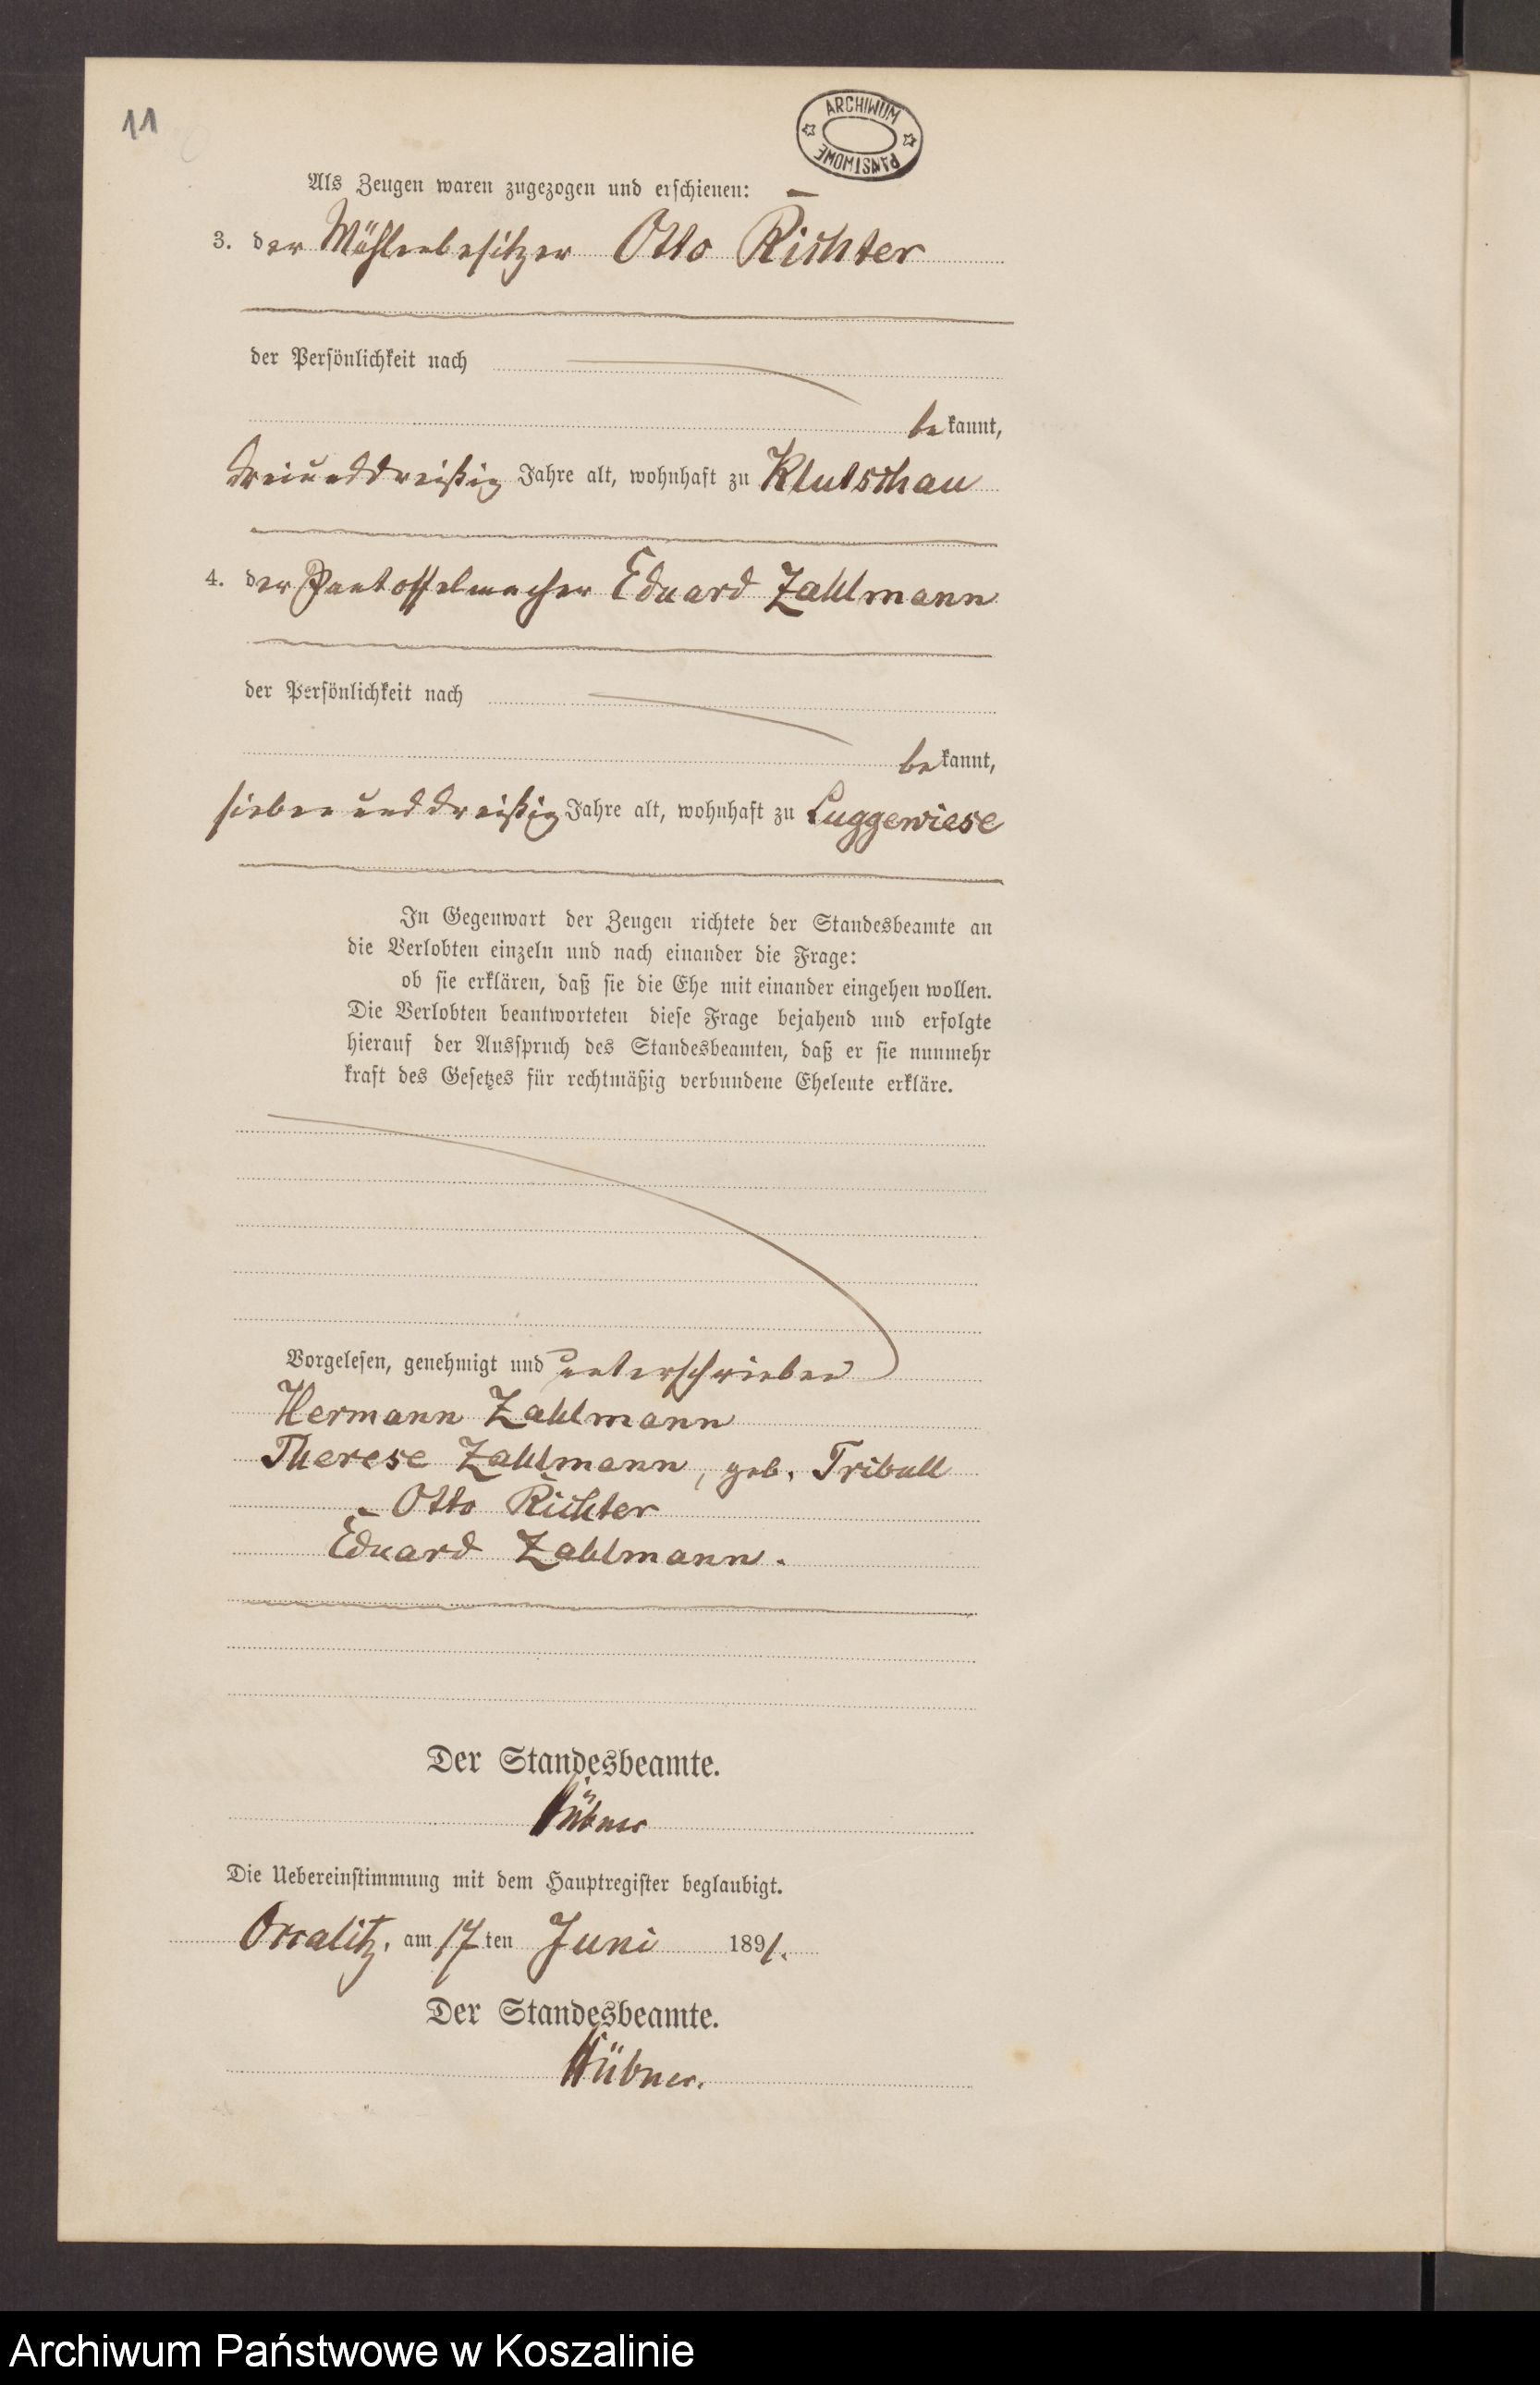 11
ARCHIWUM PAŃSTWOWE
Als Zeugen waren zugezogen und erschienen:
3. der Mühlenbesitzer Otto Richter
der Persönlichkeit nach
bekannt,
dreiunddreißig Jahre alt, wohnhaft zu Klutschau
4. der Pantoffelmacher Eduard Zahlmann
der Persönlichkeit nach
bekannt,
siebenunddreißig Jahre alt, wohnhaft zu Luggewiese
In Gegenwart der Zeugen richtete der Standesbeamte an
die Verlobten einzeln und nach einander die Frage:
ob sie erklären, daß sie die Ehe mit einander eingehen wollen.
Die Verlobten beantworteten diese Frage bejahend und erfolgte
hierauf der Ausspruch des Standesbeamten, daß er sie nunmehr
kraft des Gesetzes für rechtmäßig verbundene Eheleute erkläre.
Vorgelesen, genehmigt und unterschrieben
Hermann Zahlmann
Therese Zahlmann, geb. Tribull
Otto Richter
Eduard Zahlmann.
Der Standesbeamte.
Hübner
Die Uebereinstimmung mit dem Hauptregister beglaubigt.
Occalitz, am 17ten Juni 1891.
Der Standesbeamte.
Hübner.
Archiwum Państwowe w Koszalinie